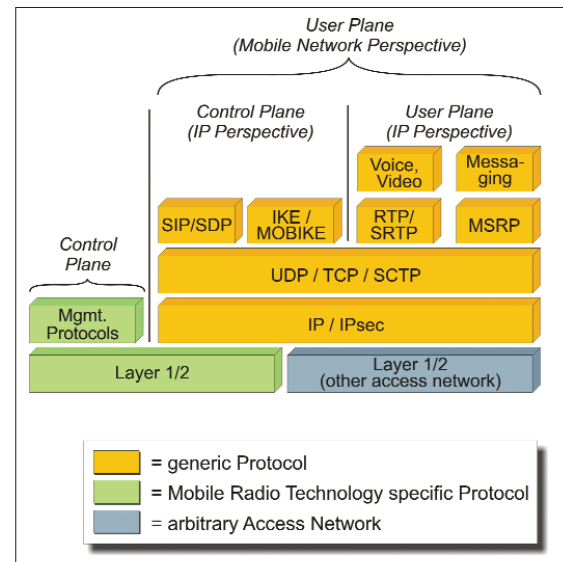 User Plane
(Mobile Network Perspective)
Control Plane
(IP Perspective)
User Plane
(IP Perspective)
Voice,
Video
Messa-
ging
SIP/SDP
IKE /
MOBIKE
RTP/
SRTP
MSRP
Control
Plane
UDP / TCP / SCTP
Mgmt.
Protocols
IP / IPsec
Layer 1/2
Layer 1/2
(other access network)
= generic Protocol
= Mobile Radio Technology specific Protocol
= arbitrary Access Network